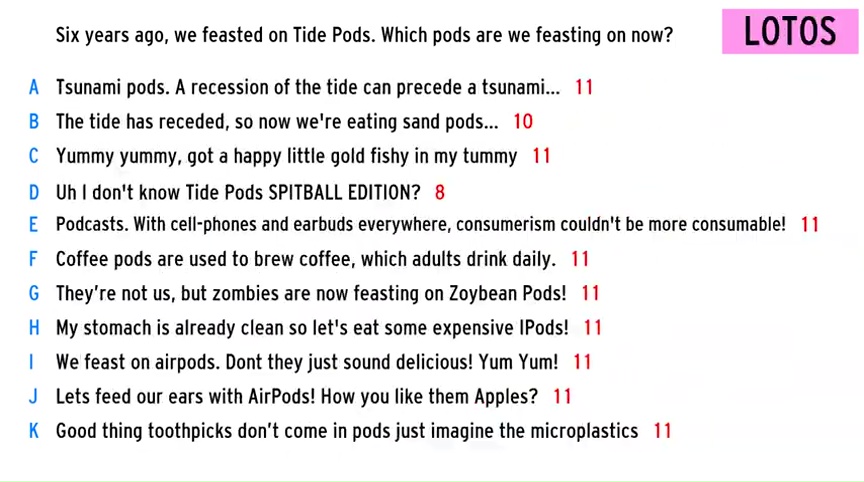 Six years ago, we feasted on Tide Pods. Which pods are we feasting on now?
LOTOS
A Tsunami pods. A recession of the tide can precede a tsunami... 11
B The tide has receded, so now we're eating sand pods... 10
C Yummy yummy, got a happy little gold fishy in my tummy 11
D Uh I don't know Tide Pods SPITBALL EDITION? 8
E Podcasts. With cell-phones and earbuds everywhere, consumerism couldn't be more consumable! 11
F Coffee pods are used to brew coffee, which adults drink daily. 11
G They’re not us, but zombies are now feasting on Zoybean Pods! 11
H My stomach is already clean so let's eat some expensive IPods! 11
I We feast on airpods. Dont they just sound delicious! Yum Yum! 11
J Lets feed our ears with AirPods! How you like them Apples? 11
K Good thing toothpicks don’t come in pods just imagine the microplastics 11